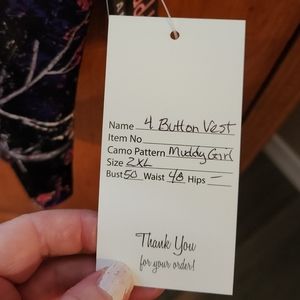 Name 4 Button Vest
Item No
Camo Pattern Muddy Girl
Size 2XL
Bust 50 Waist 48 Hips –
Thank You
for your order!